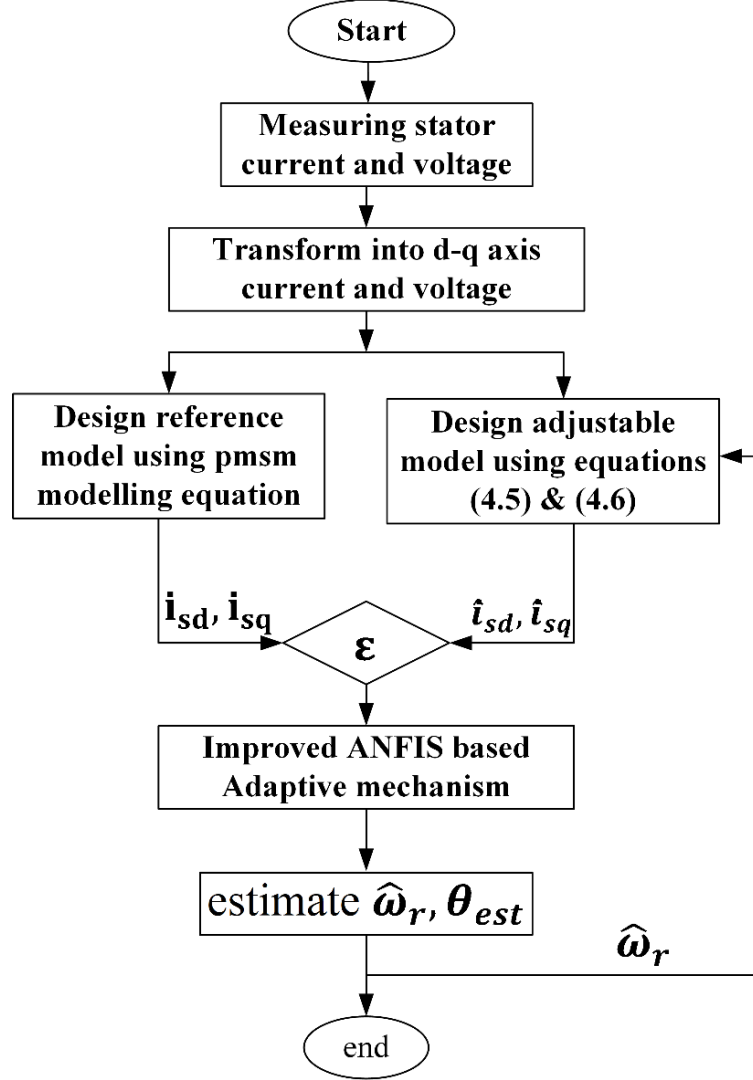 Start
Measuring stator
current and voltage
Transform into d-q axis
current and voltage
Design reference
model using pmsm
modelling equation
Design adjustable
model using equations
(4.5) & (4.6)
i_sd, i_sq
î_sd, î_sq
ε
Improved ANFIS based
Adaptive mechanism
estimate ω̂_r, θ_est
ω̂_r
end